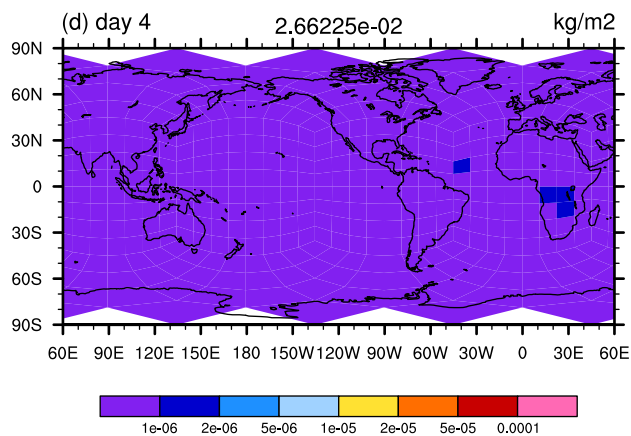 (d) day 4 2.66225e-02 kg/m2
90N
60N
30N
0
30S
60S
90S
60E 90E 120E 150E 180 150W 120W 90W 60W 30W 0 30E 60E
1e-06 2e-06 5e-06 1e-05 2e-05 5e-05 0.0001